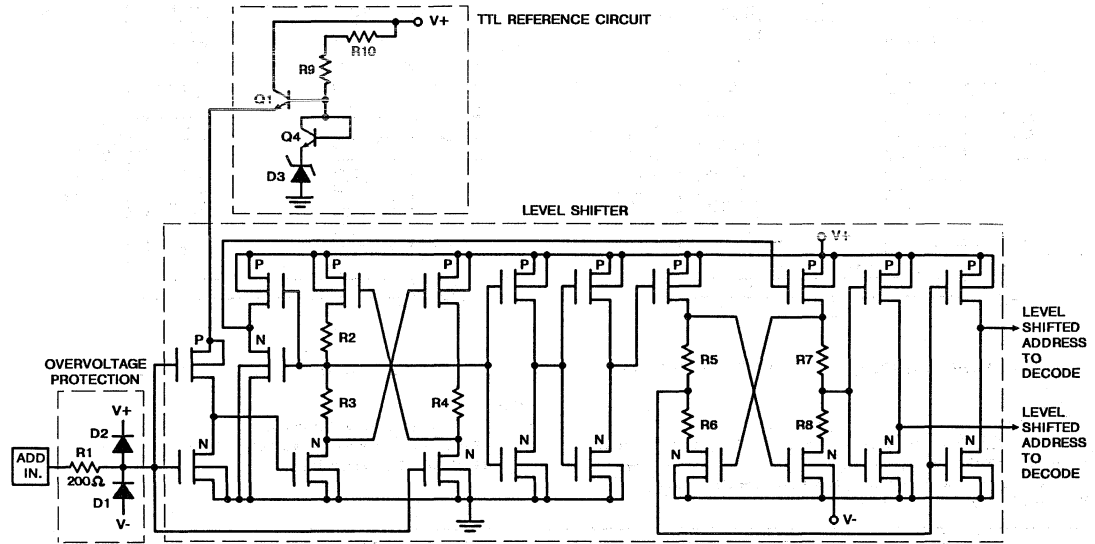 TTL REFERENCE CIRCUIT
V+
R10
R9
Q1
Q4
D3
LEVEL SHIFTER
V+
P
P
P
P
P
P
P
P
P
R2
N
R3
R4
R5
R6
R7
R8
N
N
N
N
N
N
N
N
N
N
LEVEL
SHIFTED
ADDRESS
TO
DECODE
LEVEL
SHIFTED
ADDRESS
TO
DECODE
OVERVOLTAGE
PROTECTION
V+
D2
ADD
IN.
R1
200Ω
D1
V-
V-